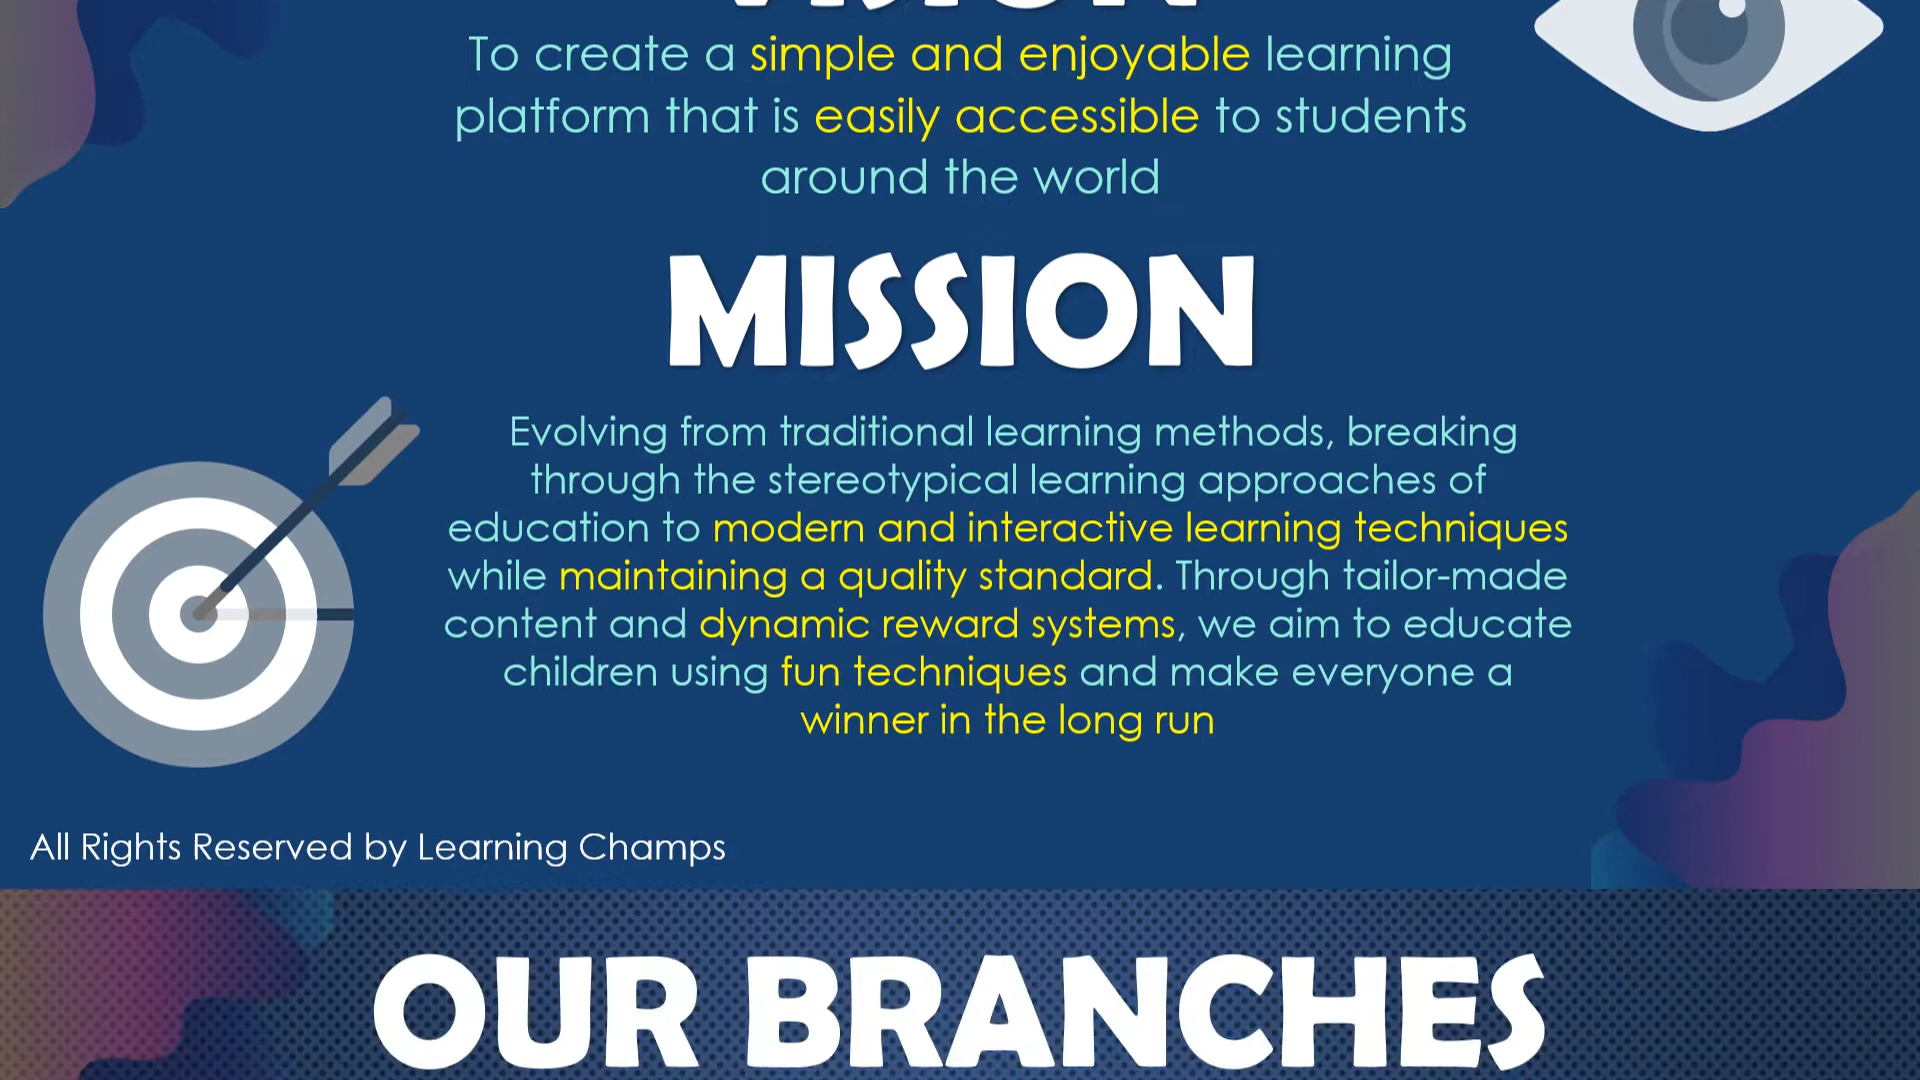 VISION
To create a simple and enjoyable learning
platform that is easily accessible to students
around the world
MISSION
Evolving from traditional learning methods, breaking
through the stereotypical learning approaches of
education to modern and interactive learning techniques
while maintaining a quality standard. Through tailor-made
content and dynamic reward systems, we aim to educate
children using fun techniques and make everyone a
winner in the long run
All Rights Reserved by Learning Champs
OUR BRANCHES